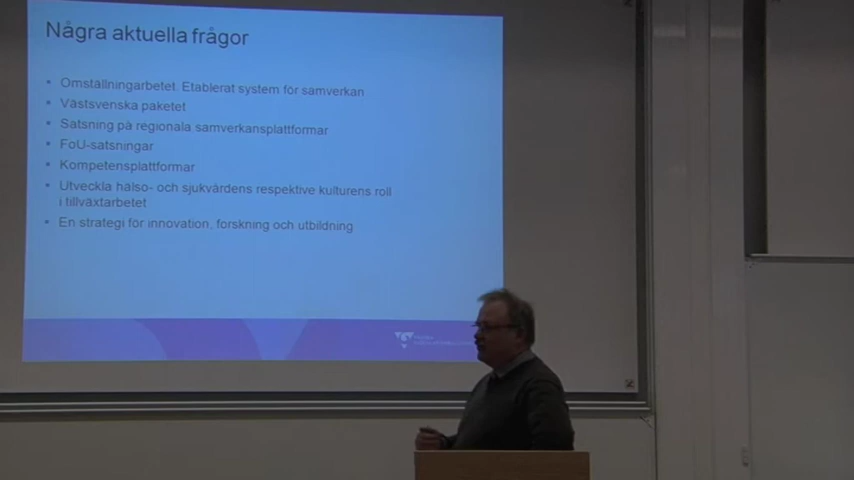 Några aktuella frågor
Omställningarbetet. Etablerat system för samverkan
Västsvenska paketet
Satsning på regionala samverkansplattformar
FoU-satsningar
Kompetensplattformar
Utveckla hälso- och sjukvårdens respektive kulturens roll
i tillväxtarbetet
En strategi för innovation, forskning och utbildning